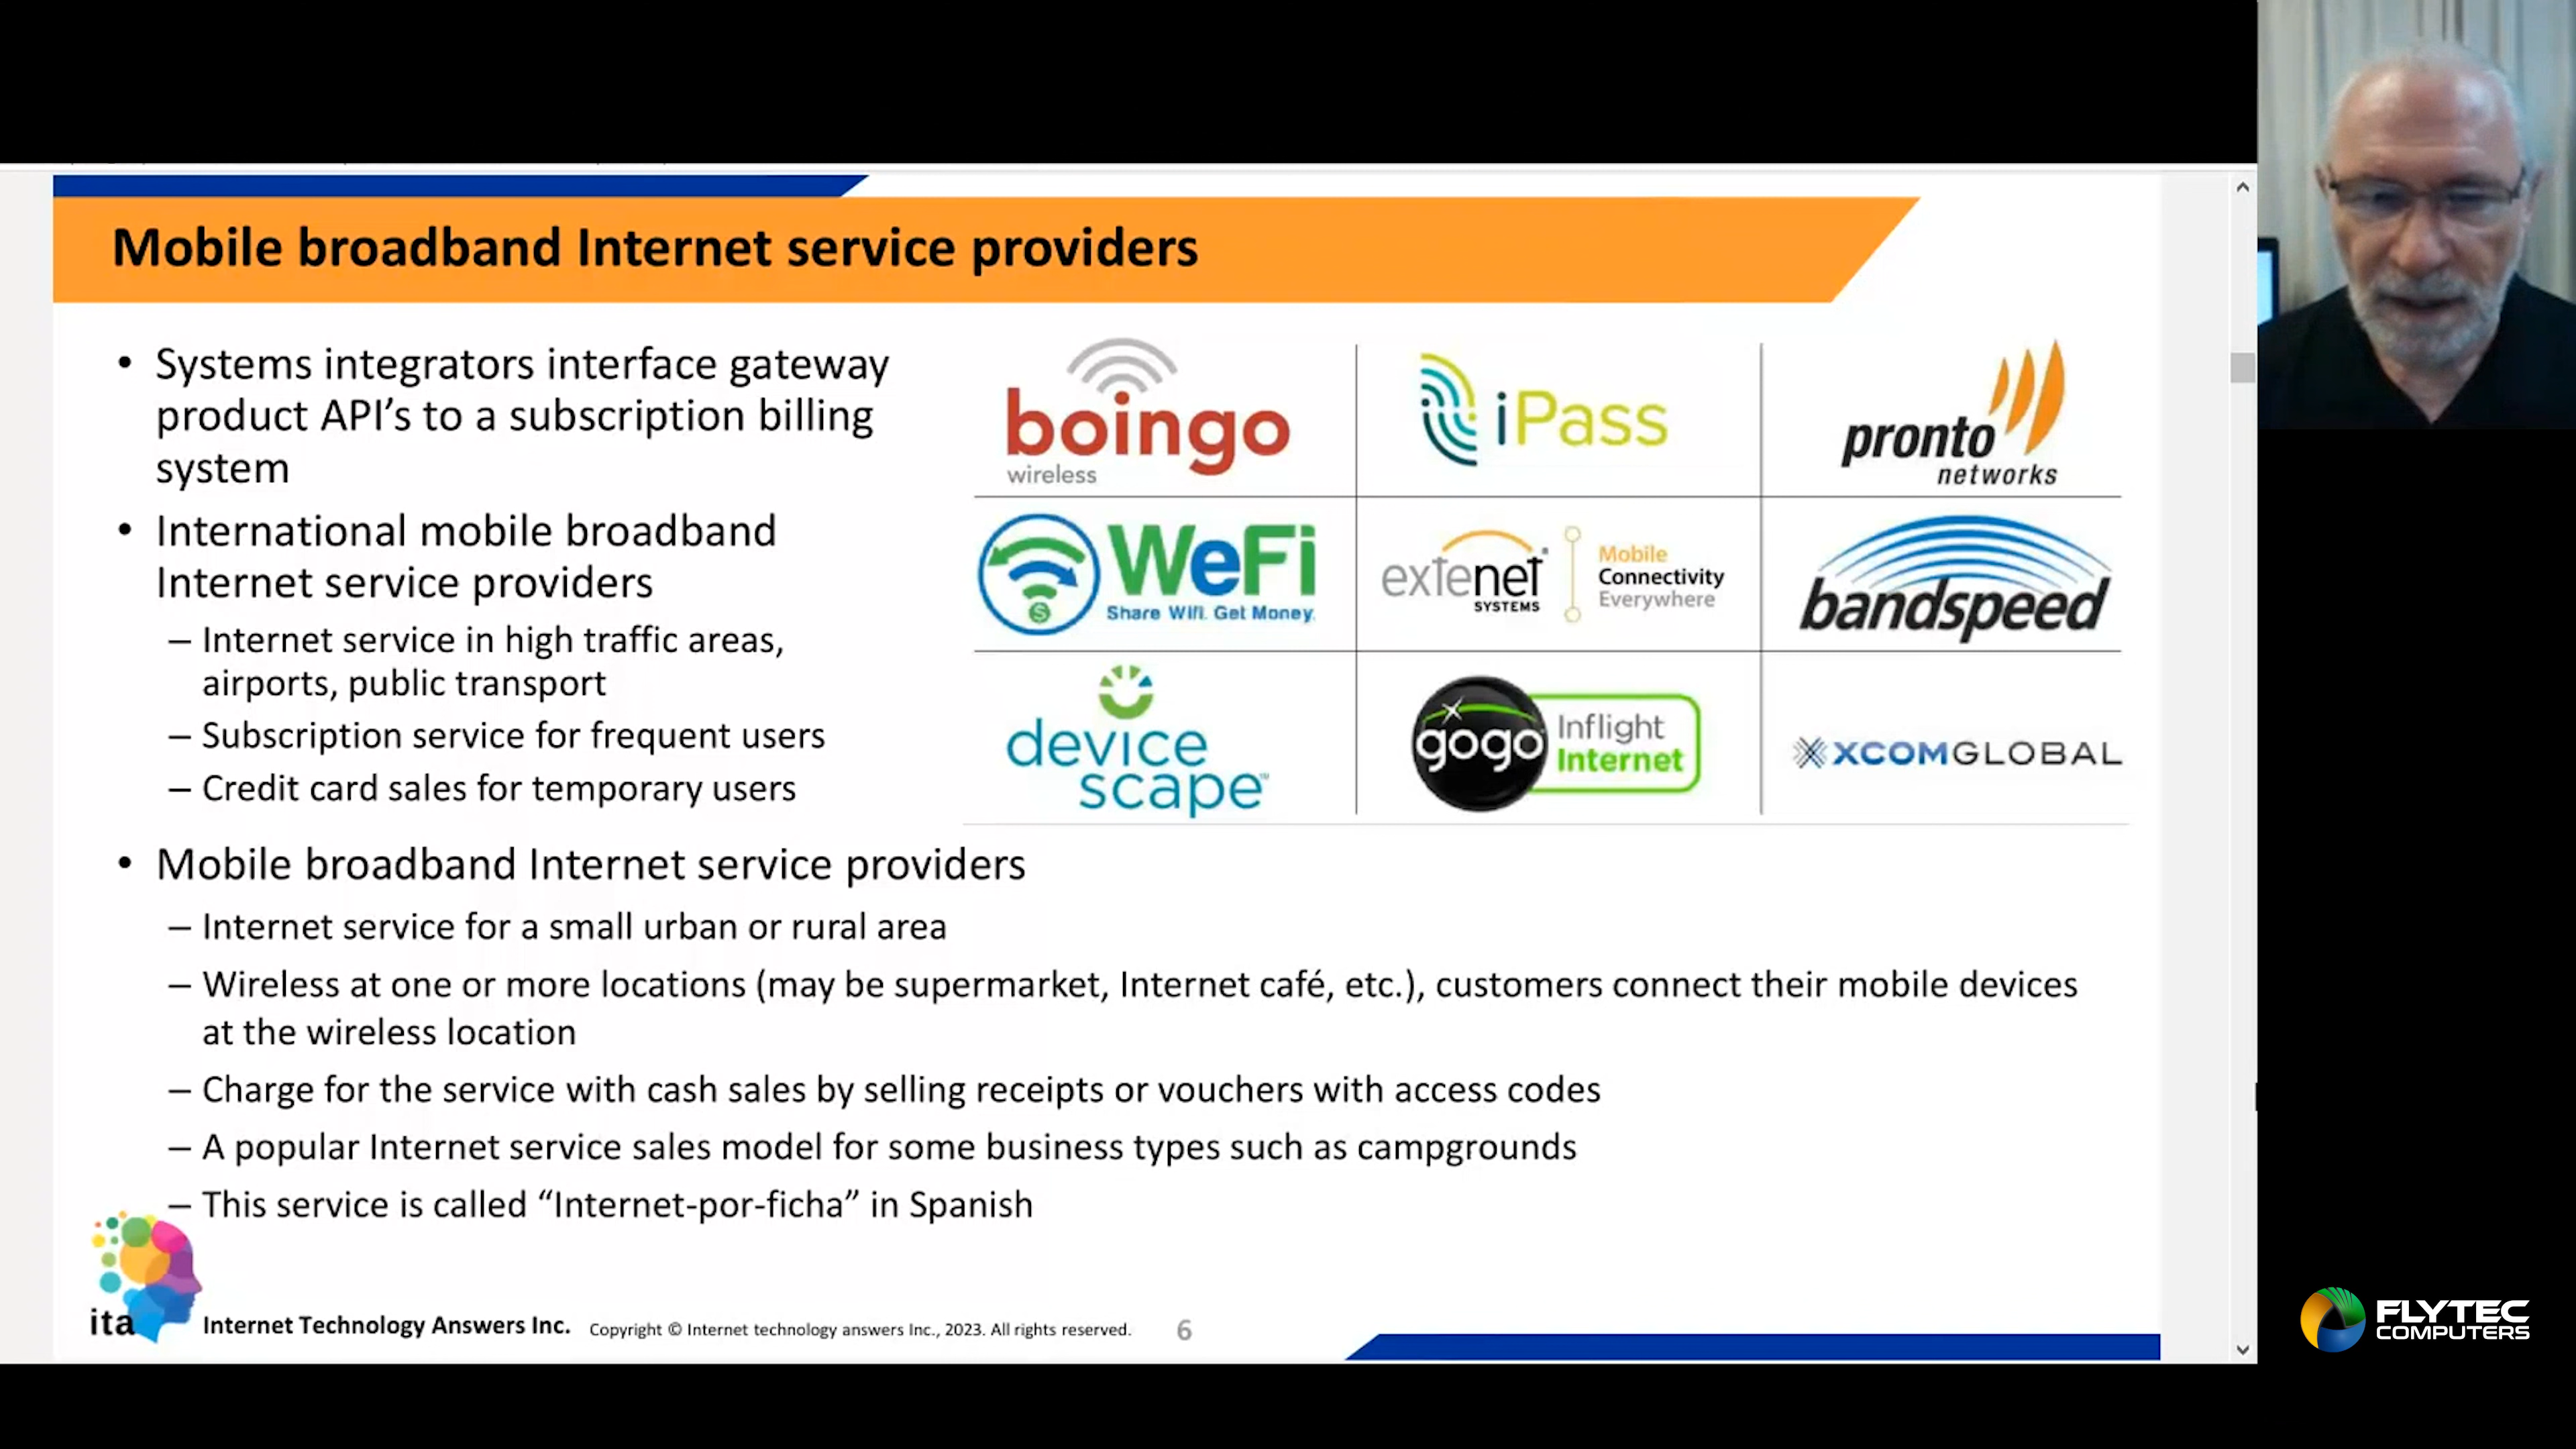 Mobile broadband Internet service providers
• Systems integrators interface gateway
product API’s to a subscription billing
system
• International mobile broadband
Internet service providers
– Internet service in high traffic areas,
airports, public transport
– Subscription service for frequent users
– Credit card sales for temporary users
boingo
wireless
iPass
pronto
networks
WeFi
Share Wifi. Get Money.
extenet
SYSTEMS
Mobile
Connectivity
Everywhere
bandspeed
device
scape™
gogo
Inflight
Internet
XCOMGLOBAL
• Mobile broadband Internet service providers
– Internet service for a small urban or rural area
– Wireless at one or more locations (may be supermarket, Internet café, etc.), customers connect their mobile devices
at the wireless location
– Charge for the service with cash sales by selling receipts or vouchers with access codes
– A popular Internet service sales model for some business types such as campgrounds
– This service is called “Internet-por-ficha” in Spanish
ita
Internet Technology Answers Inc. Copyright © Internet technology answers Inc., 2023. All rights reserved. 6
FLYTEC
COMPUTERS